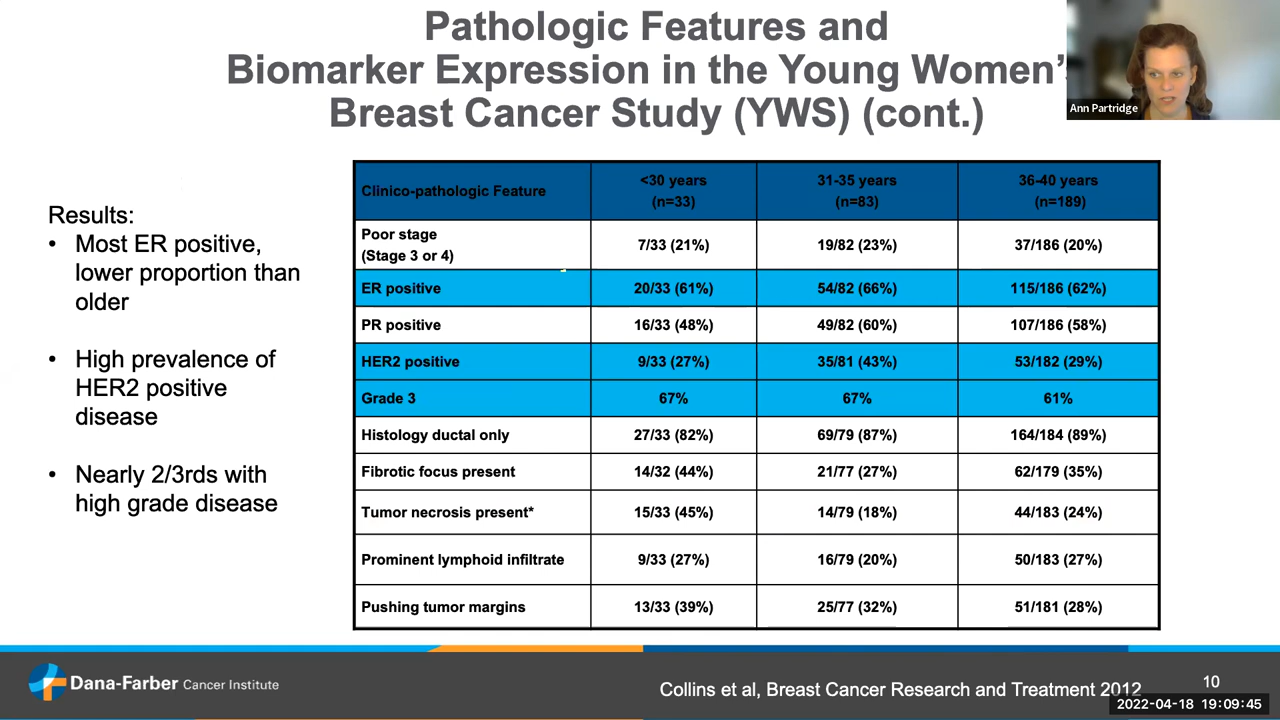 Pathologic Features and
Biomarker Expression in the Young Women’
Breast Cancer Study (YWS) (cont.)
Ann Partridge
Results:
• Most ER positive,
lower proportion than
older
• High prevalence of
HER2 positive
disease
• Nearly 2/3rds with
high grade disease
Clinico-pathologic Feature <30 years (n=33) 31-35 years (n=83) 36-40 years (n=189)
Poor stage (Stage 3 or 4) 7/33 (21%) 19/82 (23%) 37/186 (20%)
ER positive 20/33 (61%) 54/82 (66%) 115/186 (62%)
PR positive 16/33 (48%) 49/82 (60%) 107/186 (58%)
HER2 positive 9/33 (27%) 35/81 (43%) 53/182 (29%)
Grade 3 67% 67% 61%
Histology ductal only 27/33 (82%) 69/79 (87%) 164/184 (89%)
Fibrotic focus present 14/32 (44%) 21/77 (27%) 62/179 (35%)
Tumor necrosis present* 15/33 (45%) 14/79 (18%) 44/183 (24%)
Prominent lymphoid infiltrate 9/33 (27%) 16/79 (20%) 50/183 (27%)
Pushing tumor margins 13/33 (39%) 25/77 (32%) 51/181 (28%)
Dana-Farber Cancer Institute
Collins et al, Breast Cancer Research and Treatment 2012
10
2022-04-18 19:09:45